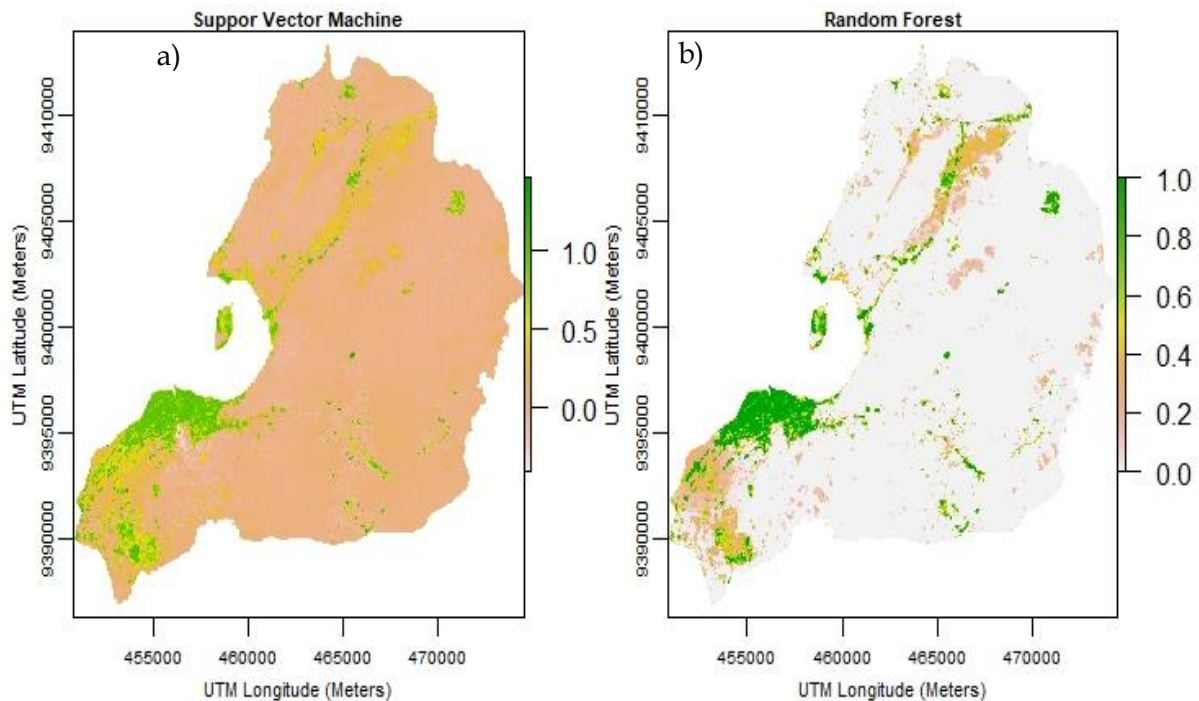 Suppor Vector Machine
a)
UTM Latitude (Meters)
9410000
9405000
9400000
9395000
9390000
455000 460000 465000 470000
UTM Longitude (Meters)
1.0
0.5
0.0
Random Forest
b)
UTM Latitude (Meters)
9410000
9405000
9400000
9395000
9390000
455000 460000 465000 470000
UTM Longitude (Meters)
1.0
0.8
0.6
0.4
0.2
0.0